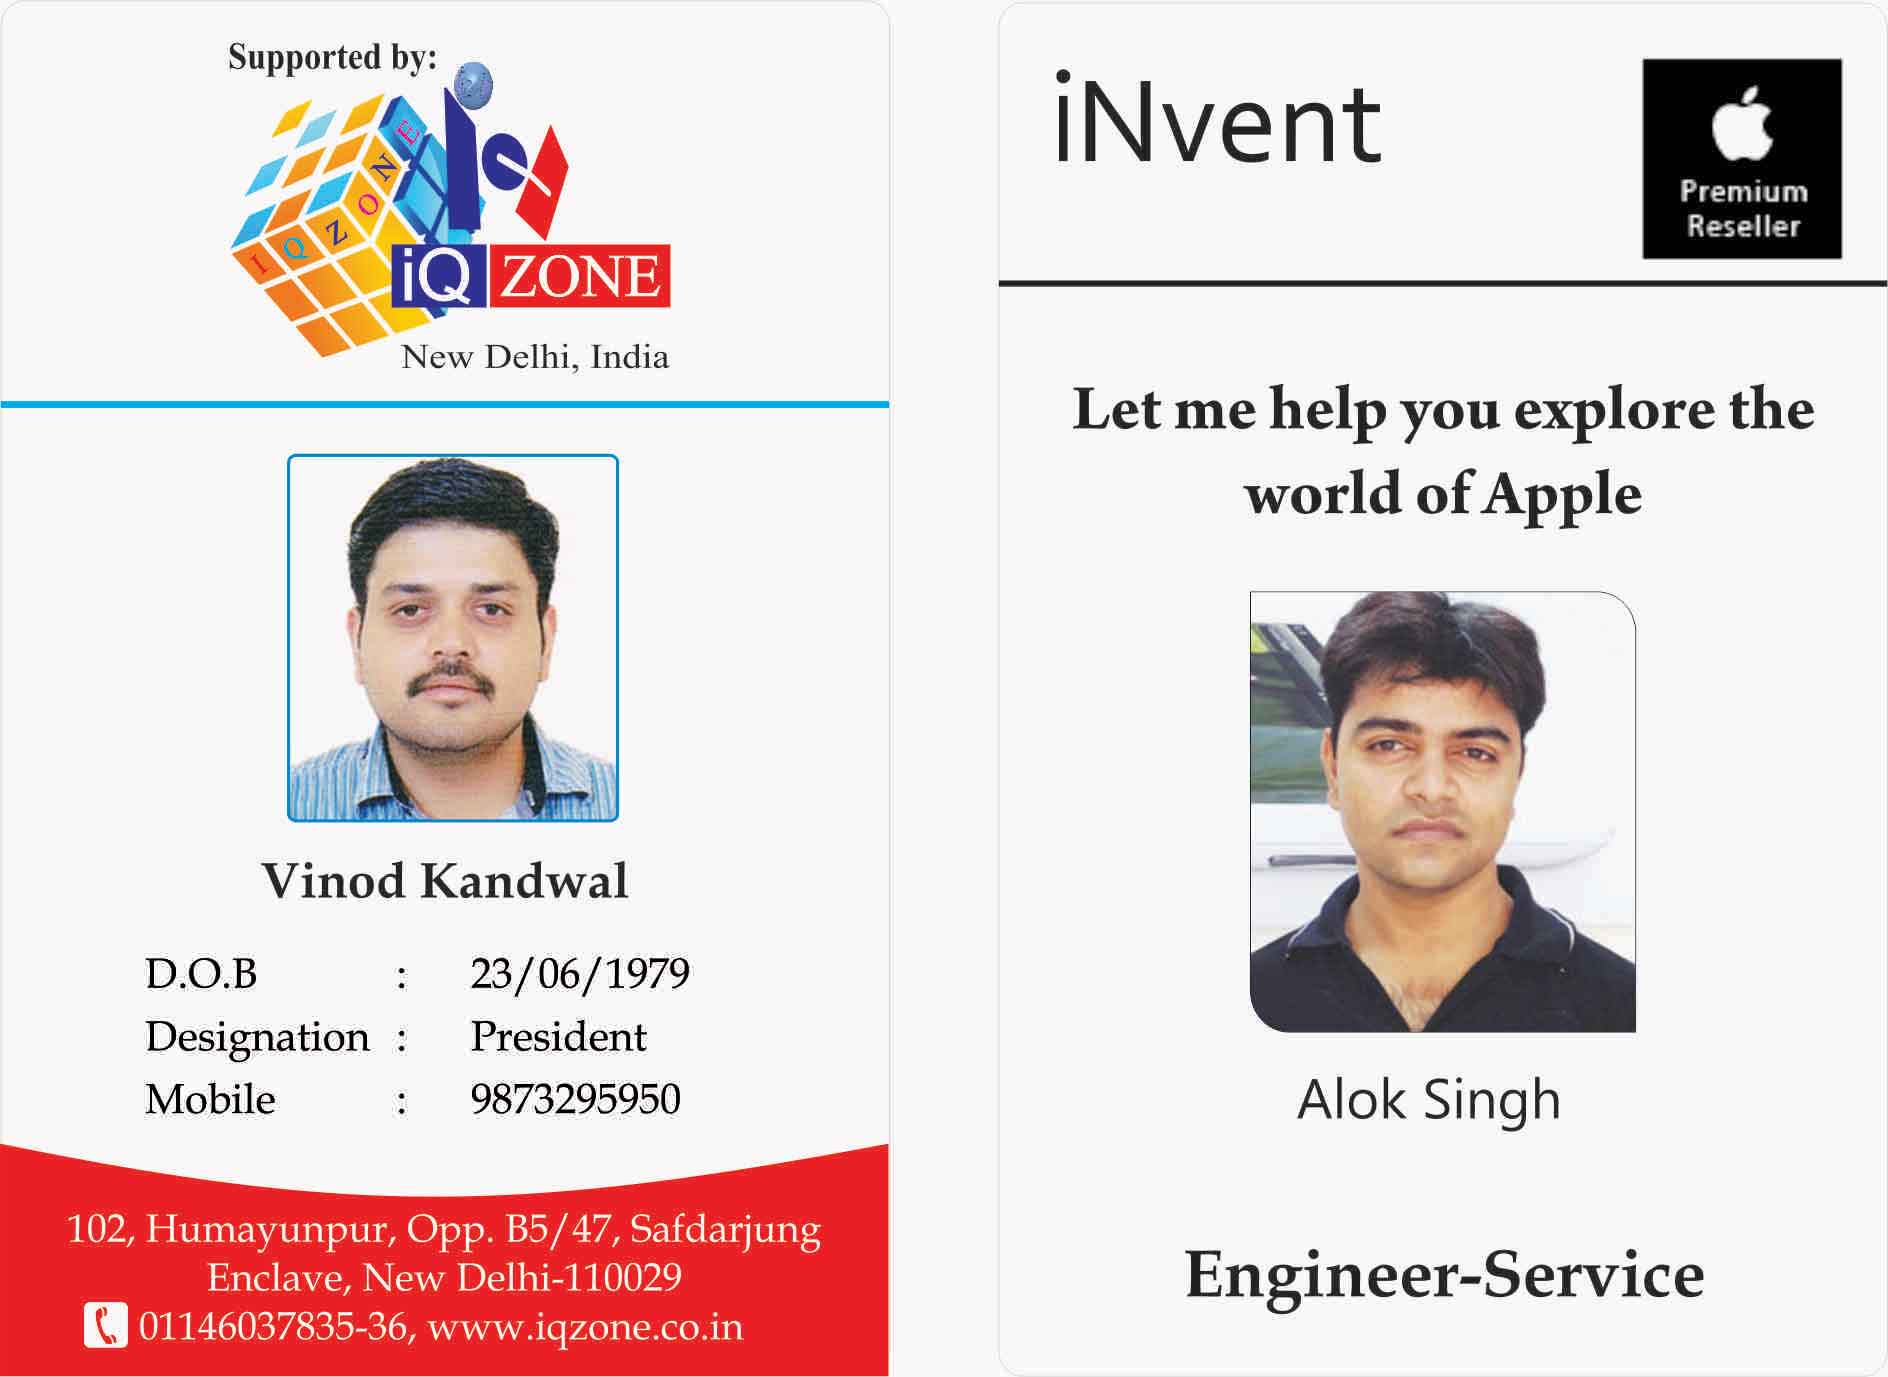 Supported by:
I Q Z O N E
iQ ZONE
New Delhi, India
Vinod Kandwal
D.O.B : 23/06/1979
Designation : President
Mobile : 9873295950
102, Humayunpur, Opp. B5/47, Safdarjung
Enclave, New Delhi-110029
01146037835-36, www.iqzone.co.in
iNvent
Premium
Reseller
Let me help you explore the
world of Apple
Alok Singh
Engineer-Service